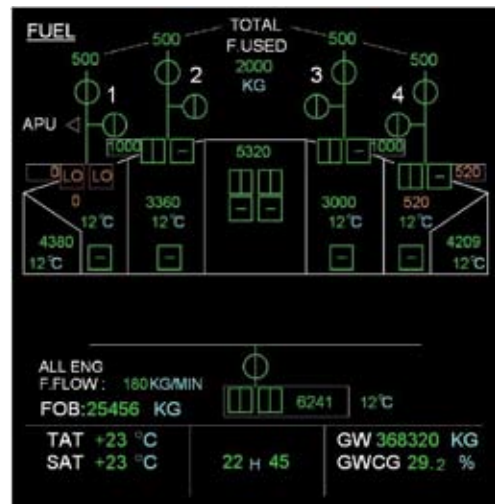 FUEL
TOTAL
F.USED
2000
KG
500 500 500 500
1 2 3 4
APU
1000 5320 1000
0 LO LO 520
0 3360 3000 520
12°C 12°C 12°C 12°C
4380 4209
12°C 12°C
ALL ENG
F.FLOW : 180 KG/MIN
FOB: 25456 KG
6241 12°C
TAT +23 °C
SAT +23 °C
22 H 45
GW 368320 KG
GWCG 29.2 %